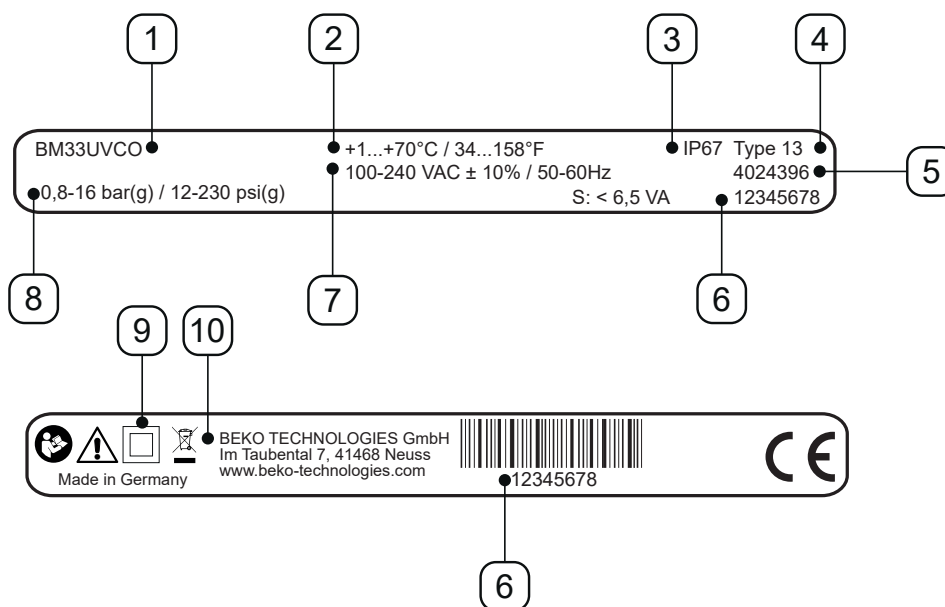 1 2 3 4
BM33UVCO +1...+70°C / 34...158°F IP67 Type 13
100-240 VAC ± 10% / 50-60Hz 4024396 5
0,8-16 bar(g) / 12-230 psi(g) S: < 6,5 VA 12345678
8 7 6
9 10
BEKO TECHNOLOGIES GmbH
Im Taubental 7, 41468 Neuss
www.beko-technologies.com
Made in Germany
12345678
CE
6